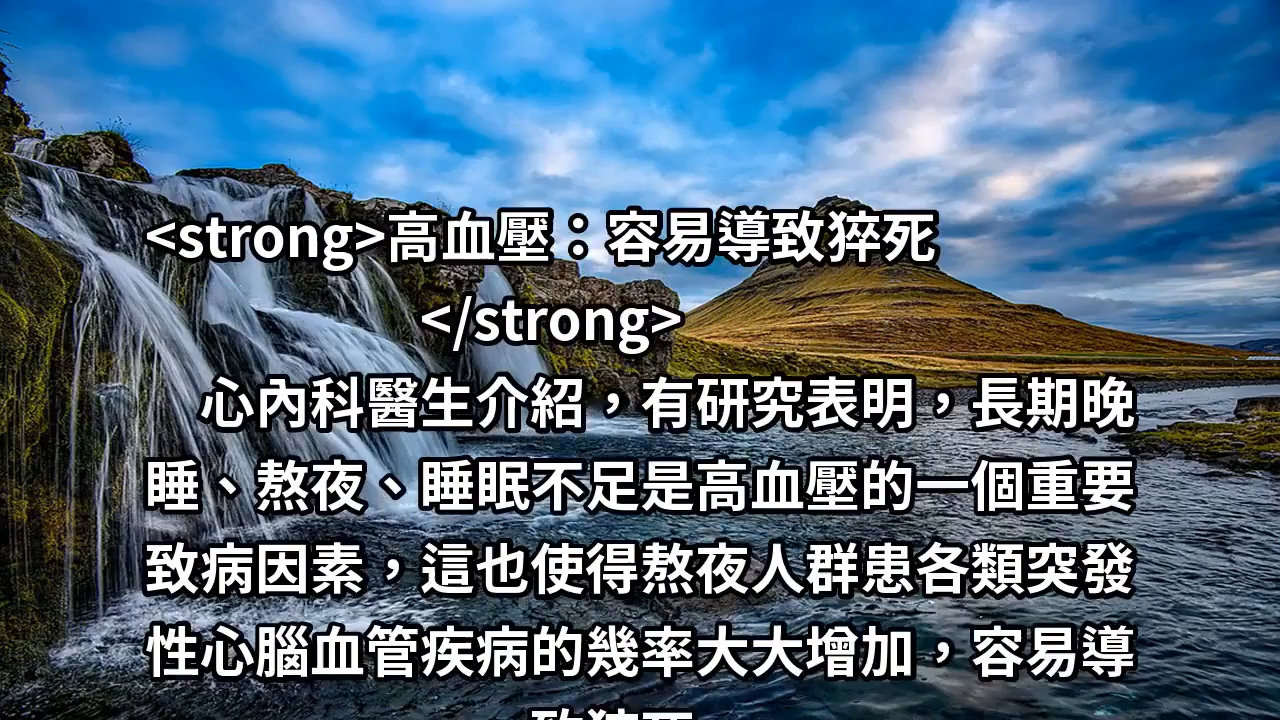 <strong>高血壓：容易導致猝死
</strong>
心內科醫生介紹，有研究表明，長期晚
睡、熬夜、睡眠不足是高血壓的一個重要
致病因素，這也使得熬夜人群患各類突發
性心腦血管疾病的幾率大大增加，容易導
致猝死